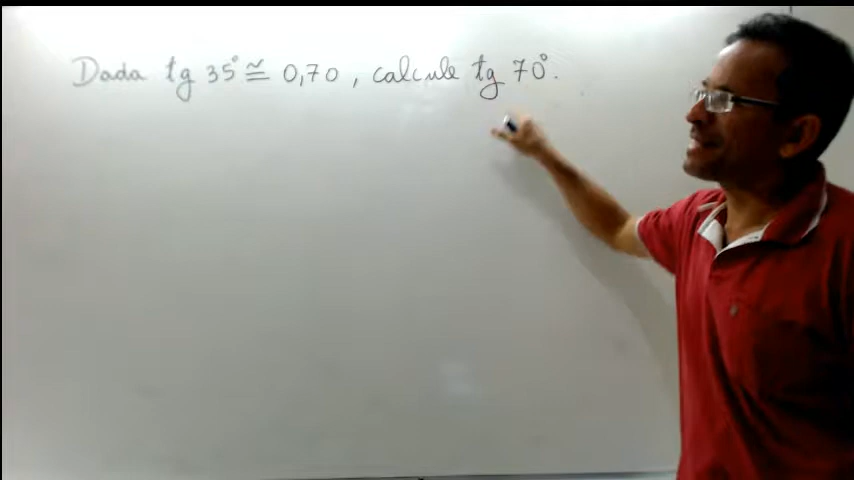 Dada tg 35° ≅ 0,70, calcule tg 70°.